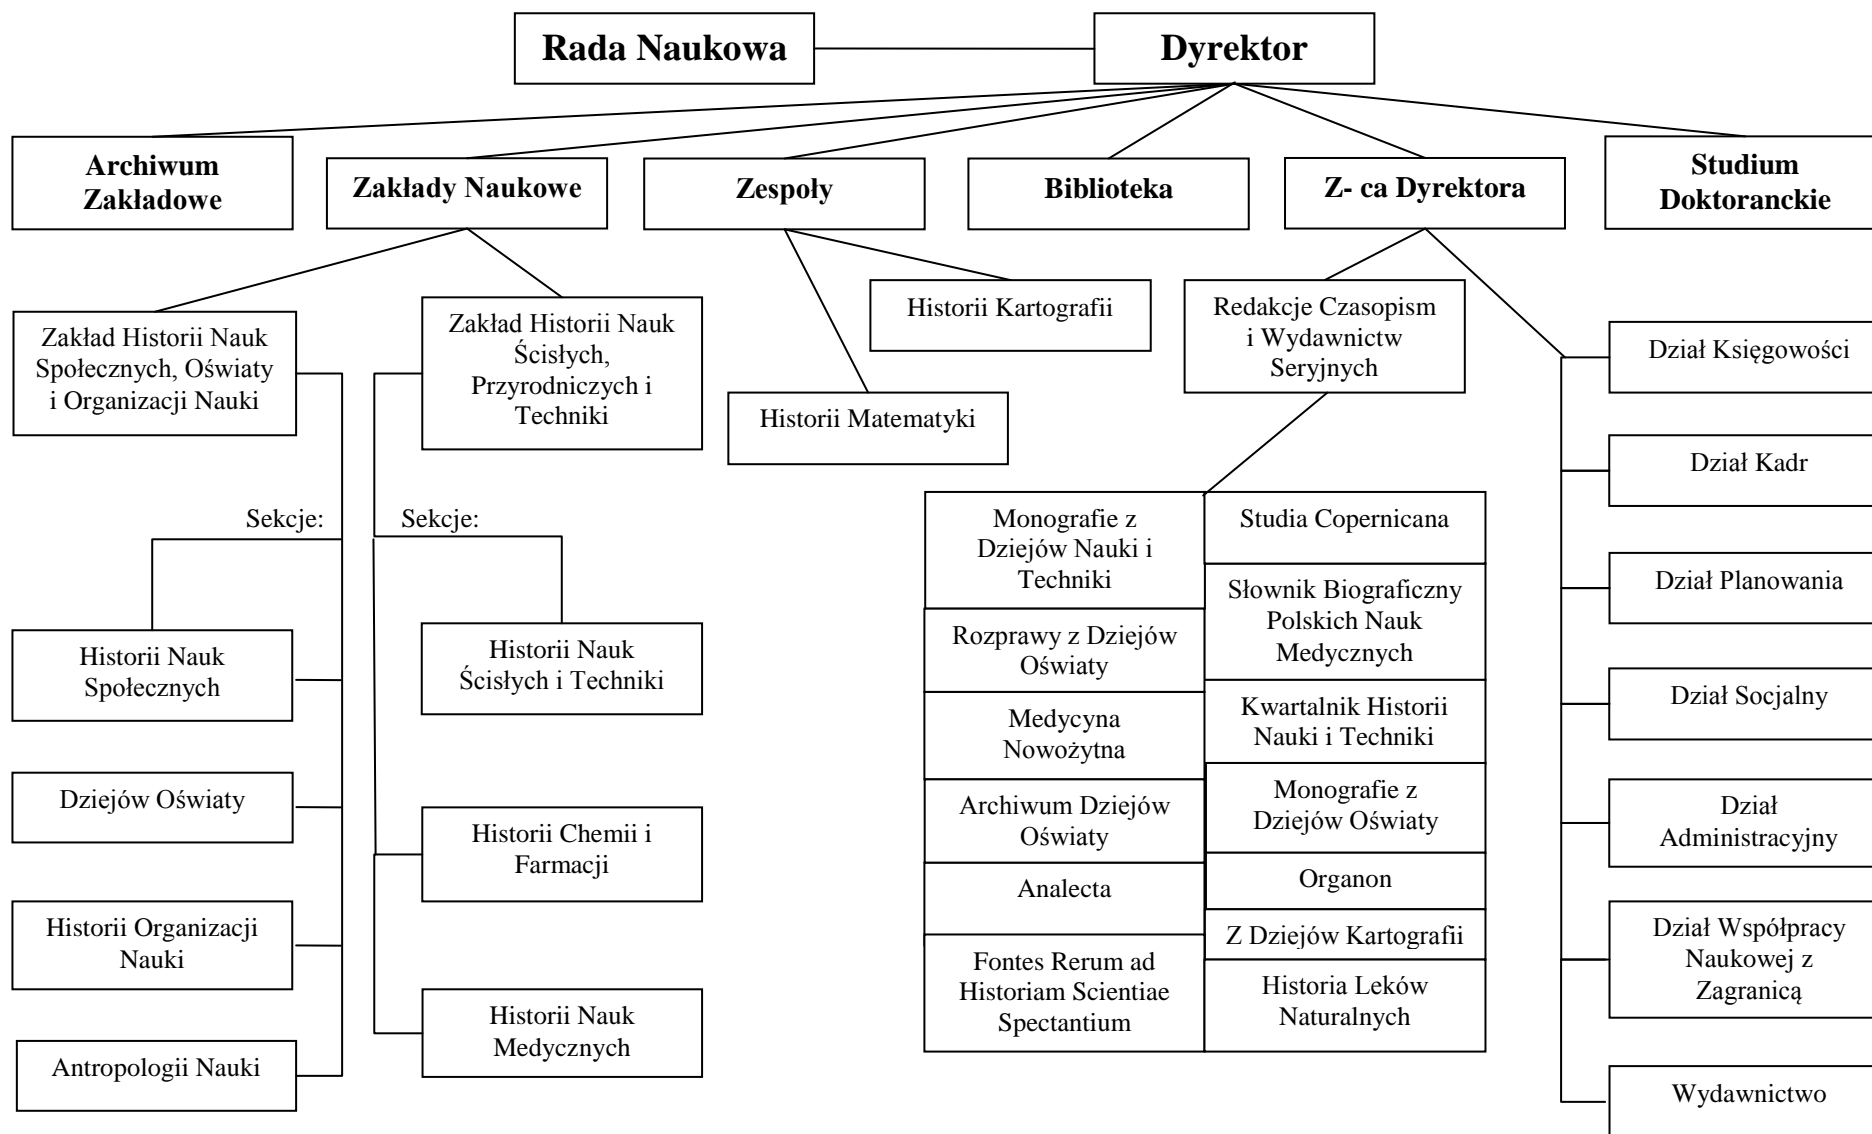 Rada Naukowa
Dyrektor
Archiwum
Zakładowe
Zakłady Naukowe
Zespoły
Biblioteka
Z- ca Dyrektora
Studium
Doktoranckie
Zakład Historii Nauk
Społecznych, Oświaty
i Organizacji Nauki
Zakład Historii Nauk
Ścisłych,
Przyrodniczych i
Techniki
Historii Kartografii
Historii Matematyki
Redakcje Czasopism
i Wydawnictw
Seryjnych
Dział Księgowości
Dział Kadr
Dział Planowania
Dział Socjalny
Dział
Administracyjny
Dział Współpracy
Naukowej z
Zagranicą
Wydawnictwo
Sekcje:
Historii Nauk
Społecznych
Dziejów Oświaty
Historii Organizacji
Nauki
Antropologii Nauki
Sekcje:
Historii Nauk
Ścisłych i Techniki
Historii Chemii i
Farmacji
Historii Nauk
Medycznych
Monografie z
Dziejów Nauki i
Techniki
Rozprawy z Dziejów
Oświaty
Medycyna
Nowożytna
Archiwum Dziejów
Oświaty
Analecta
Fontes Rerum ad
Historiam Scientiae
Spectantium
Studia Copernicana
Słownik Biograficzny
Polskich Nauk
Medycznych
Kwartalnik Historii
Nauki i Techniki
Monografie z
Dziejów Oświaty
Organon
Z Dziejów Kartografii
Historia Leków
Naturalnych